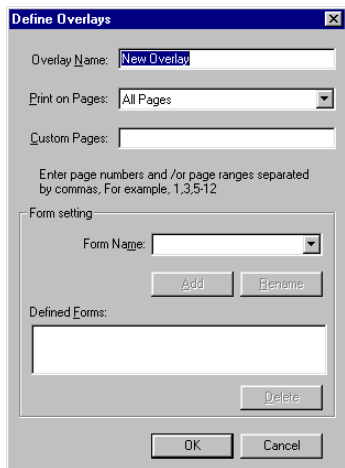 Define Overlays
Overlay Name: New Overlay
Print on Pages: All Pages
Custom Pages:
Enter page numbers and /or page ranges separated
by commas, For example, 1,3,5-12
Form setting
Form Name:
Add Rename
Defined Forms:
Delete
OK Cancel